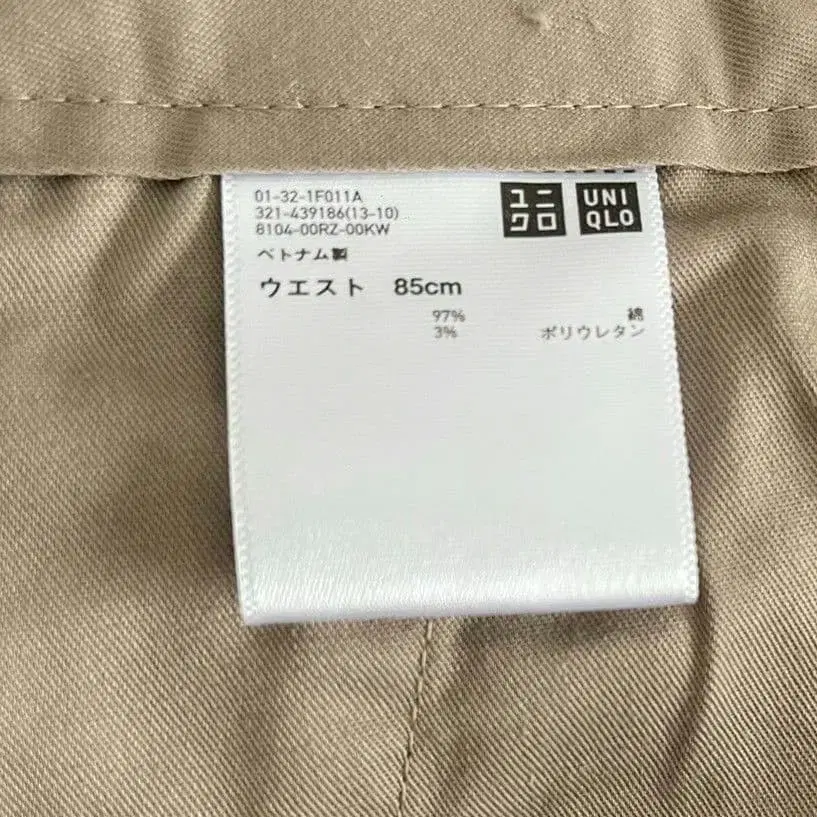 01-32-1F011A
321-439186(13-10)
8104-00RZ-00KW
ユニクロ
UNIQLO
ベトナム製
ウエスト 85cm
97% 綿
3% ポリウレタン